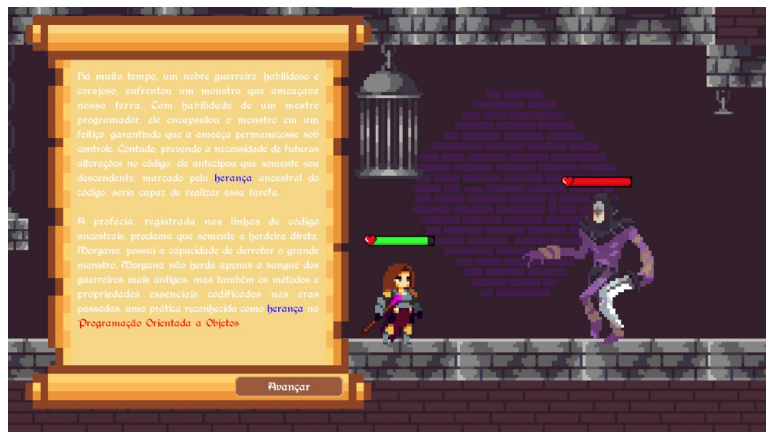 Há muito tempo, um nobre guerreiro, habilidoso e
corajoso, enfrentou um monstro que ameaçava
nossa terra. Com habilidade de um mestre
programador, ele encapsulou o monstro em um
feitiço, garantindo que a ameaça permanecesse sob
controle. Contudo, prevendo a necessidade de futuras
alterações no código, ele antecipou que somente seu
descendente, marcado pela herança ancestral do
código, seria capaz de realizar essa tarefa.
A profecia, registrada nas linhas de código
ancestrais, proclama que somente a herdeira direta,
Morgana, possui a capacidade de derrotar o grande
monstro. Morgana não herda apenas o sangue dos
guerreiros mais antigos, mas também os métodos e
propriedades essenciais codificados nas eras
passadas, uma prática reconhecida como herança na
Programação Orientada a Objetos
Avançar